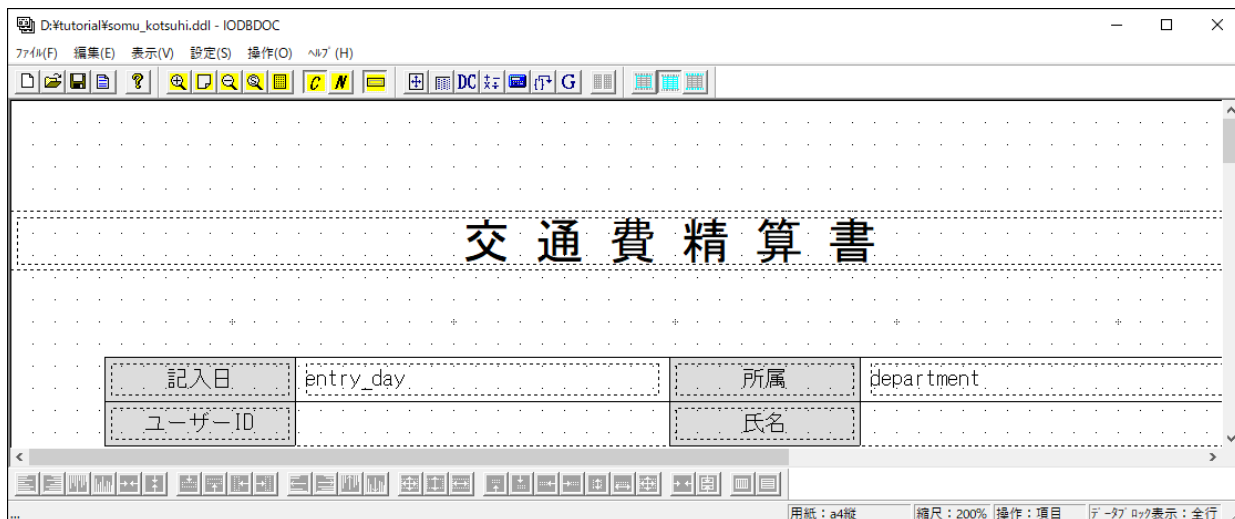 D:¥tutorial¥somu_kotsuhi.ddl - IODBDOC
ﾌｧｲﾙ(F) 編集(E) 表示(V) 設定(S) 操作(O) ﾍﾙﾌﾟ(H)
C N DC G
交通費精算書
記入日 entry_day 所属 department
ユーザーID 氏名
... 用紙：a4縦 縮尺：200% 操作：項目 ﾃﾞｰﾀﾌﾞﾛｯｸ表示：全行